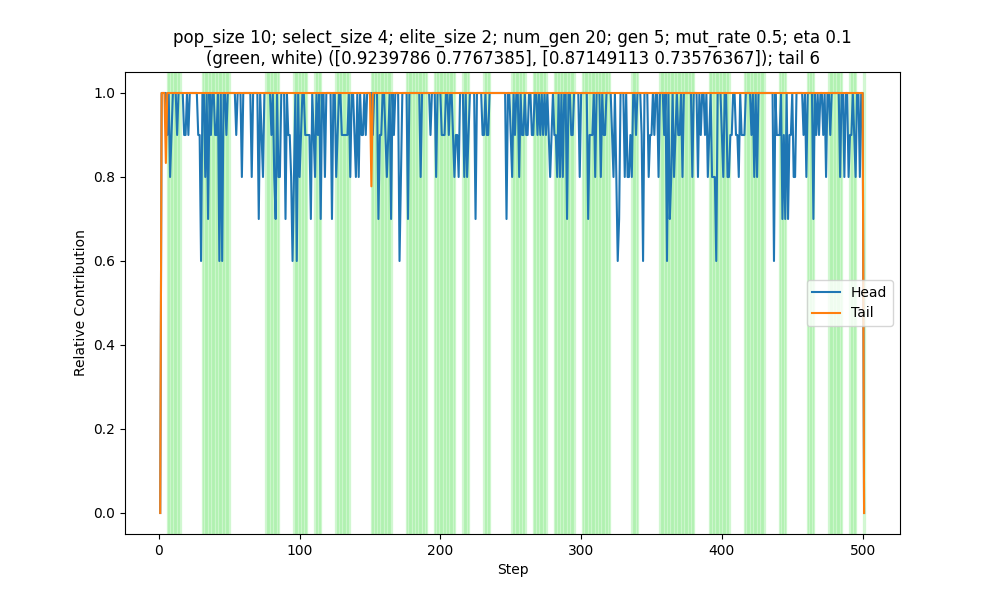 pop_size 10; select_size 4; elite_size 2; num_gen 20; gen 5; mut_rate 0.5; eta 0.1
(green, white) ([0.9239786 0.7767385], [0.87149113 0.73576367]); tail 6
1.0
0.8
0.6
0.4
0.2
0.0
Relative Contribution
Head
Tail
0
100
200
300
400
500
Step